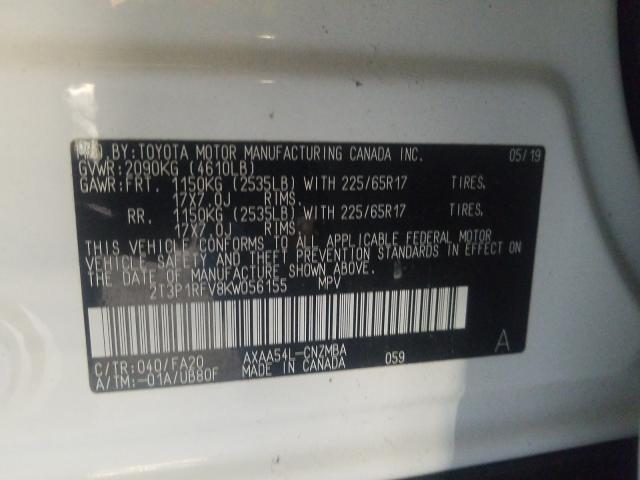 MFD.BY:TOYOTA MOTOR MANUFACTURING CANADA INC. 05/19
GVWR:2090KG (4610LB)
GAWR:FRT. 1150KG (2535LB) WITH 225/65R17 TIRES.
17X7.0J RIMS.
RR. 1150KG (2535LB) WITH 225/65R17 TIRES.
17X7.0J RIMS.
THIS VEHICLE CONFORMS TO ALL APPLICABLE FEDERAL MOTOR
VEHICLE SAFETY AND THEFT PREVENTION STANDARDS IN EFFECT ON
THE DATE OF MANUFACTURE SHOWN ABOVE.
2T3P1RFV8KW056155 MPV
A
C/TR:040/FA20 AXAA54L-CNZMBA 059
A/TM:-01A/UB80F MADE IN CANADA